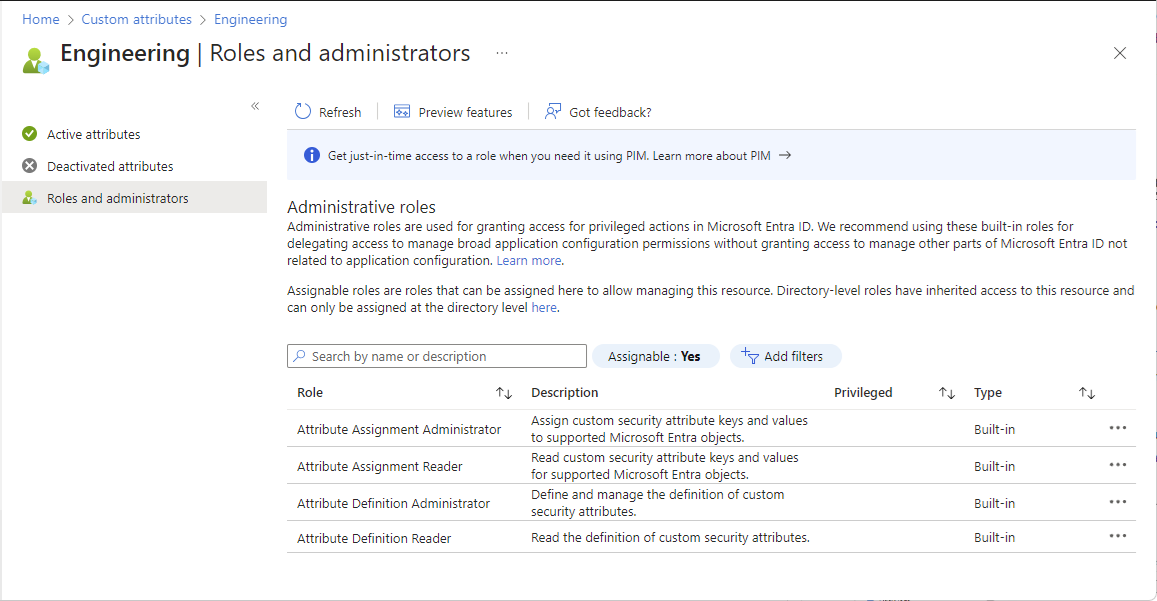 Home > Custom attributes > Engineering
Engineering | Roles and administrators ...
«
Active attributes
Deactivated attributes
Roles and administrators
Refresh
Preview features
Got feedback?
Get just-in-time access to a role when you need it using PIM. Learn more about PIM →
Administrative roles
Administrative roles are used for granting access for privileged actions in Microsoft Entra ID. We recommend using these built-in roles for
delegating access to manage broad application configuration permissions without granting access to manage other parts of Microsoft Entra ID not
related to application configuration. Learn more.
Assignable roles are roles that can be assigned here to allow managing this resource. Directory-level roles have inherited access to this resource and
can only be assigned at the directory level here.
Search by name or description
Assignable : Yes
Add filters
Role ↑↓ Description Privileged ↑↓ Type ↑↓
Attribute Assignment Administrator
Assign custom security attribute keys and values
to supported Microsoft Entra objects.
Built-in ...
Attribute Assignment Reader
Read custom security attribute keys and values
for supported Microsoft Entra objects.
Built-in ...
Attribute Definition Administrator
Define and manage the definition of custom
security attributes.
Built-in ...
Attribute Definition Reader
Read the definition of custom security attributes.
Built-in ...